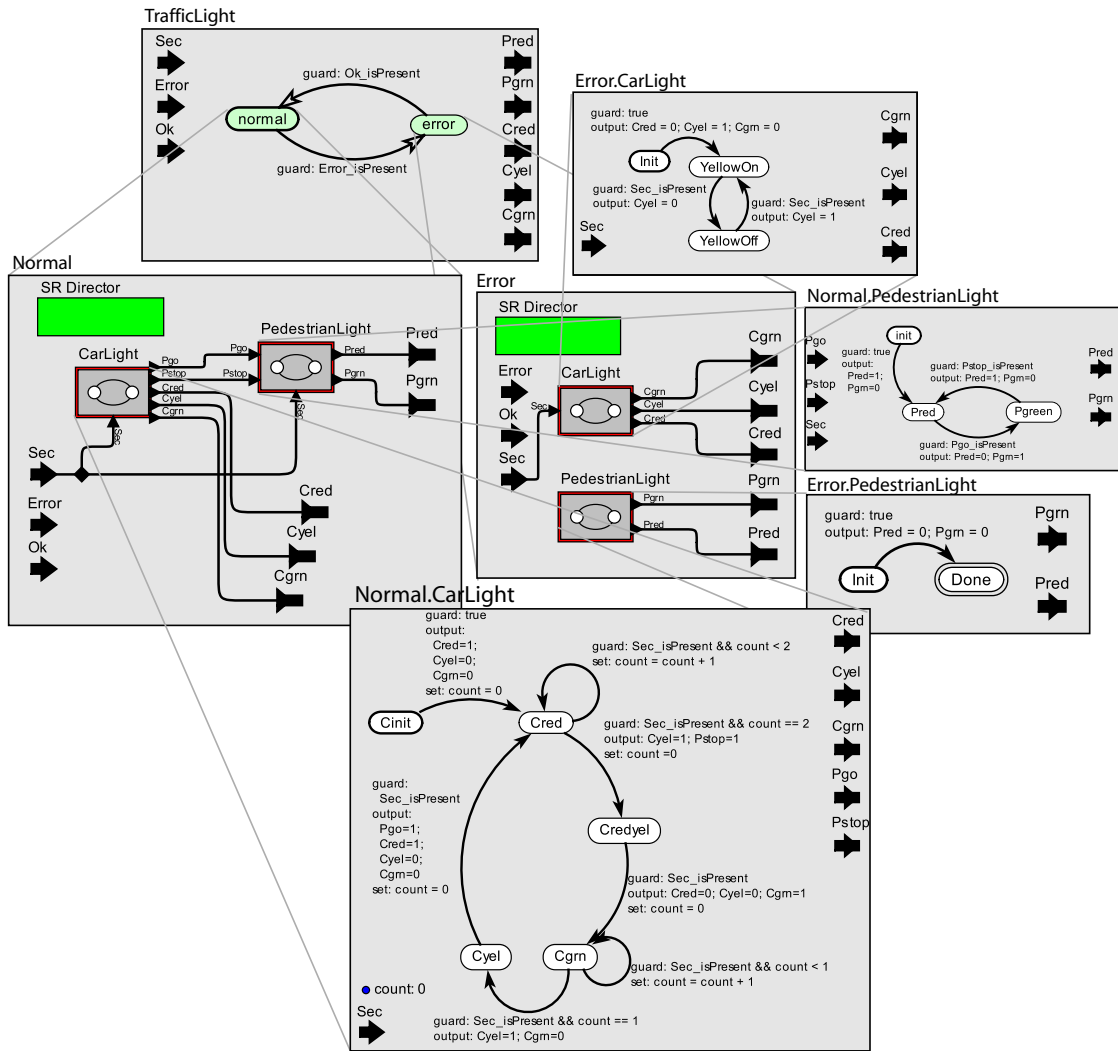 TrafficLight
Sec
Error
Ok
guard: Ok_isPresent
normal
error
guard: Error_isPresent
Pred
Pgrn
Cred
Cyel
Cgrn
Error.CarLight
guard: true
output: Cred = 0; Cyel = 1; Cgrn = 0
Init
YellowOn
guard: Sec_isPresent
output: Cyel = 0
guard: Sec_isPresent
output: Cyel = 1
YellowOff
Sec
Cgrn
Cyel
Cred
Normal
SR Director
CarLight
PedestrianLight
Pgo
Pstop
Cred
Cyel
Cgrn
Sec
Pgo
Pstop
Sec
Pred
Pgrn
Pred
Pgrn
Sec
Error
Ok
Cred
Cyel
Cgrn
Error
SR Director
Error
Ok
Sec
CarLight
Sec
Cgrn
Cyel
Cred
Cgrn
Cyel
Cred
PedestrianLight
Pgrn
Pred
Pgrn
Pred
Normal.PedestrianLight
Pgo
Pstop
Sec
init
guard: true
output:
Pred=1;
Pgrn=0
guard: Pstop_isPresent
output: Pred=1; Pgrn=0
Pred
Pgreen
guard: Pgo_isPresent
output: Pred=0; Pgrn=1
Pred
Pgrn
Error.PedestrianLight
guard: true
output: Pred = 0; Pgrn = 0
Init
Done
Pgrn
Pred
Normal.CarLight
guard: true
output:
Cred=1;
Cyel=0;
Cgrn=0
set: count = 0
Cinit
Cred
guard: Sec_isPresent && count < 2
set: count = count + 1
guard: Sec_isPresent && count == 2
output: Cyel=1; Pstop=1
set: count =0
guard:
Sec_isPresent
output:
Pgo=1;
Cred=1;
Cyel=0;
Cgrn=0
set: count = 0
Credyel
guard: Sec_isPresent
output: Cred=0; Cyel=0; Cgrn=1
set: count = 0
Cyel
Cgrn
guard: Sec_isPresent && count < 1
set: count = count + 1
count: 0
Sec
guard: Sec_isPresent && count == 1
output: Cyel=1; Cgrn=0
Cred
Cyel
Cgrn
Pgo
Pstop